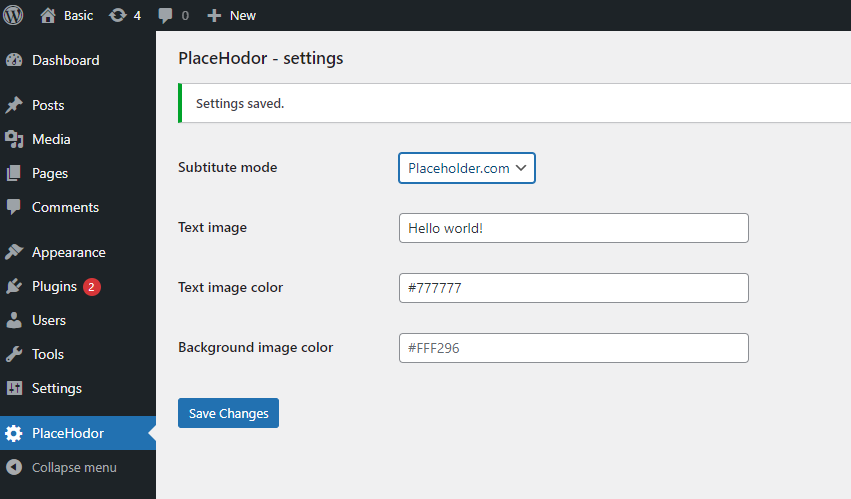 Basic 4 0 New
Dashboard
Posts
Media
Pages
Comments
Appearance
Plugins 2
Users
Tools
Settings
PlaceHodor
Collapse menu
PlaceHodor - settings
Settings saved.
Subtitute mode Placeholder.com
Text image Hello world!
Text image color #777777
Background image color #FFF296
Save Changes